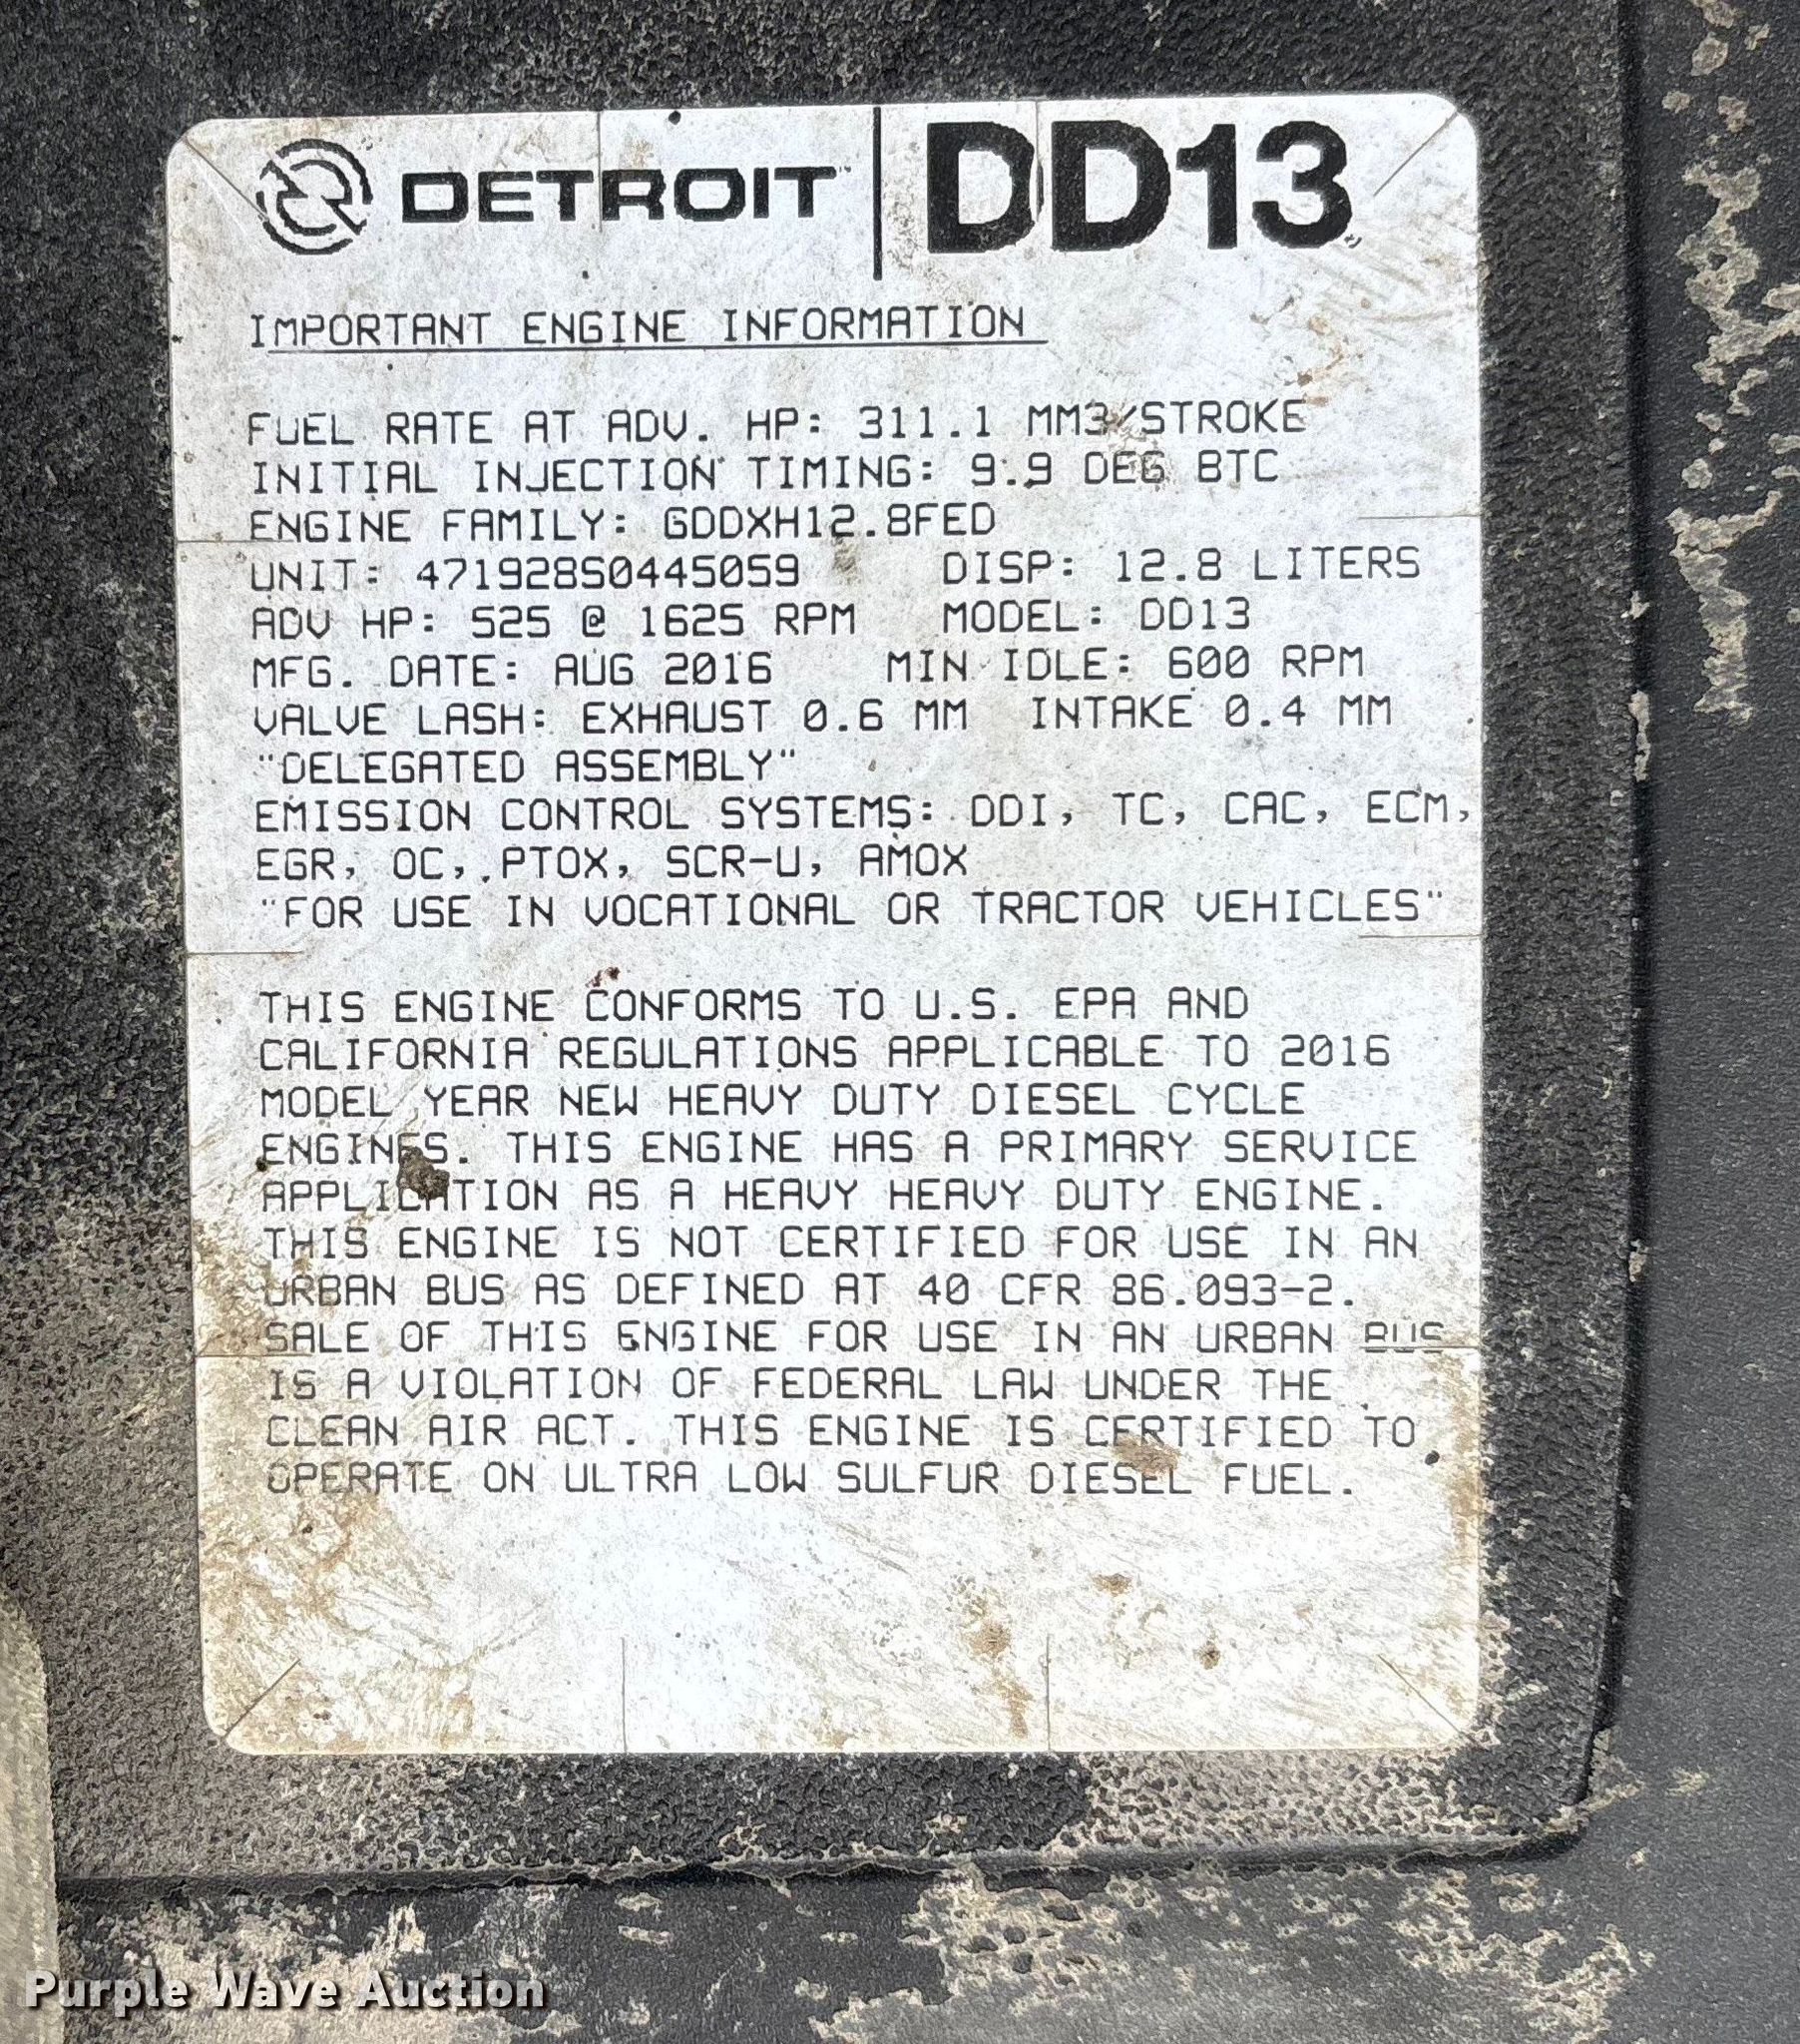 DETROIT™ | DD13
IMPORTANT ENGINE INFORMATION
FUEL RATE AT ADV. HP: 311.1 MM3/STROKE
INITIAL INJECTION TIMING: 9.9 DEG BTC
ENGINE FAMILY: GDDXH12.8FED
UNIT: 471928S0445059 DISP: 12.8 LITERS
ADV HP: 525 @ 1625 RPM MODEL: DD13
MFG. DATE: AUG 2016 MIN IDLE: 600 RPM
VALVE LASH: EXHAUST 0.6 MM INTAKE 0.4 MM
"DELEGATED ASSEMBLY"
EMISSION CONTROL SYSTEMS: DDI, TC, CAC, ECM,
EGR, OC, PTOX, SCR-U, AMOX
"FOR USE IN VOCATIONAL OR TRACTOR VEHICLES"
THIS ENGINE CONFORMS TO U.S. EPA AND
CALIFORNIA REGULATIONS APPLICABLE TO 2016
MODEL YEAR NEW HEAVY DUTY DIESEL CYCLE
ENGINES. THIS ENGINE HAS A PRIMARY SERVICE
APPLICATION AS A HEAVY HEAVY DUTY ENGINE.
THIS ENGINE IS NOT CERTIFIED FOR USE IN AN
URBAN BUS AS DEFINED AT 40 CFR 86.093-2.
SALE OF THIS ENGINE FOR USE IN AN URBAN BUS
IS A VIOLATION OF FEDERAL LAW UNDER THE
CLEAN AIR ACT. THIS ENGINE IS CERTIFIED TO
OPERATE ON ULTRA LOW SULFUR DIESEL FUEL.
Purple Wave Auction